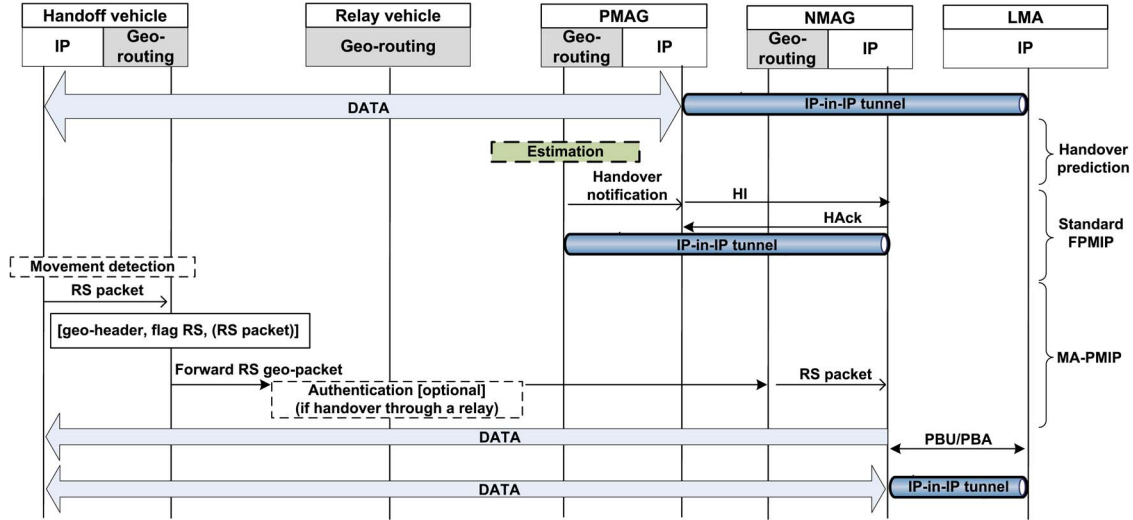 Handoff vehicle
Relay vehicle
PMAG
NMAG
LMA
IP
Geo-
routing
Geo-routing
Geo-
routing
IP
Geo-
routing
IP
IP
DATA
IP-in-IP tunnel
Estimation
Handover
prediction
Handover
notification
HI
HAck
Standard
FPMIP
IP-in-IP tunnel
Movement detection
RS packet
[geo-header, flag RS, (RS packet)]
MA-PMIP
Forward RS geo-packet
RS packet
Authentication [optional]
(if handover through a relay)
DATA
PBU/PBA
DATA
IP-in-IP tunnel